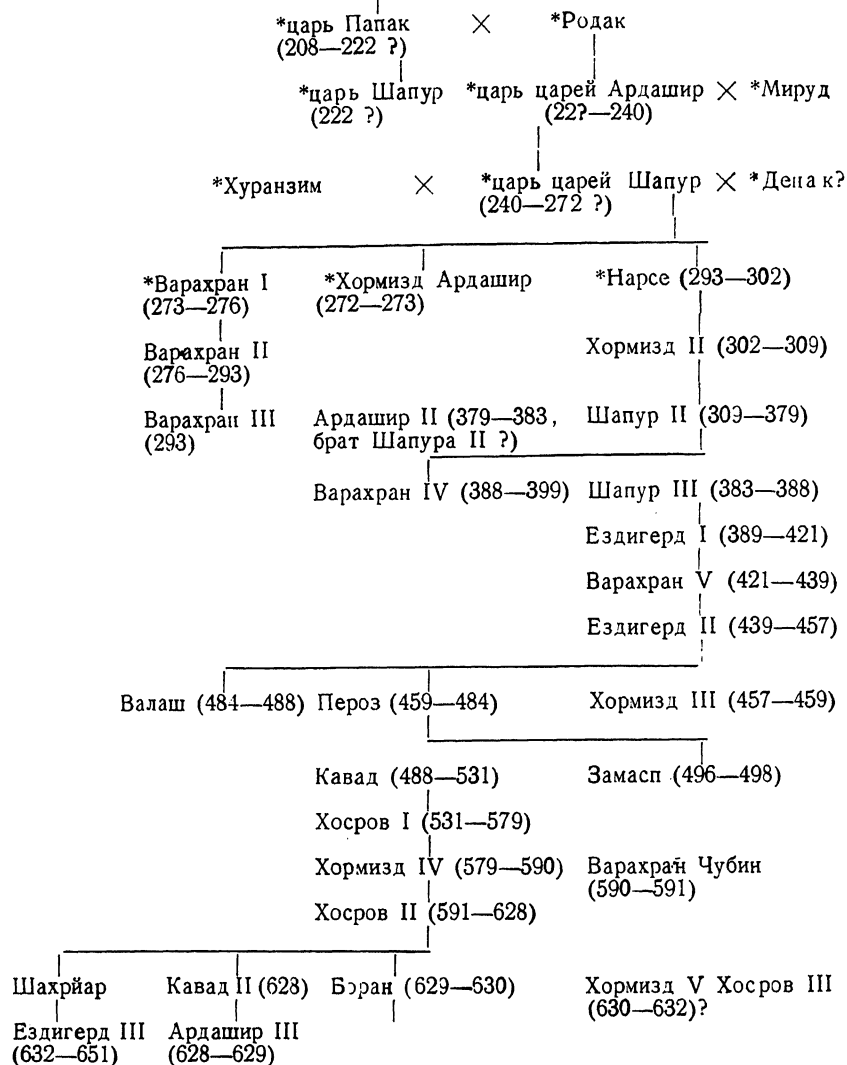 *царь Папак × *Родак
(208—222 ?)
*царь Шапур *царь царей Ардашир × *Мируд
(222 ?) (22?—240)
*Хуранзим × *царь царей Шапур × *Денак?
(240—272 ?)
*Варахран I *Хормизд Ардашир *Нарсе (293—302)
(273—276) (272—273)
Варахран II Хормизд II (302—309)
(276—293)
Варахран III Ардашир II (379—383, Шапур II (309—379)
(293) брат Шапура II ?)
Варахран IV (388—399) Шапур III (383—388)
Ездигерд I (389—421)
Варахран V (421—439)
Ездигерд II (439—457)
Валаш (484—488) Пероз (459—484) Хормизд III (457—459)
Кавад (488—531) Замасп (496—498)
Хосров I (531—579)
Хормизд IV (579—590) Варахран Чубин
(590—591)
Хосров II (591—628)
Шахрйар Кавад II (628) Боран (629—630) Хормизд V Хосров III
(630—632)?
Ездигерд III Ардашир III
(632—651) (628—629)